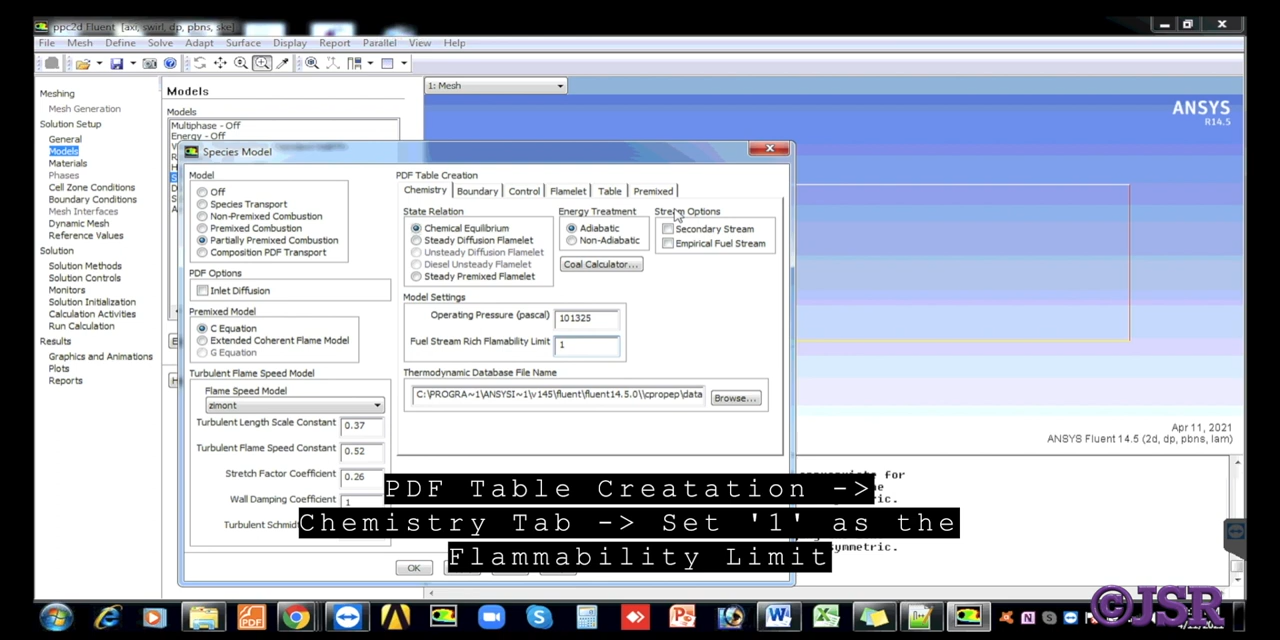 ppc2d Fluent [axi, swirl, dp, pbns, ske]
File Mesh Define Solve Adapt Surface Display Report Parallel View Help
Meshing
Mesh Generation
Solution Setup
General
Models
Materials
Phases
Cell Zone Conditions
Boundary Conditions
Mesh Interfaces
Dynamic Mesh
Reference Values
Solution
Solution Methods
Solution Controls
Monitors
Solution Initialization
Calculation Activities
Run Calculation
Results
Graphics and Animations
Plots
Reports
Models
Models
Multiphase - Off
Energy - Off
1: Mesh
ANSYS
R14.5
Species Model
Model
Off
Species Transport
Non-Premixed Combustion
Premixed Combustion
Partially Premixed Combustion
Composition PDF Transport
PDF Options
Inlet Diffusion
Premixed Model
C Equation
Extended Coherent Flame Model
G Equation
Turbulent Flame Speed Model
Flame Speed Model
zimont
Turbulent Length Scale Constant 0.37
Turbulent Flame Speed Constant 0.52
Stretch Factor Coefficient 0.26
Wall Damping Coefficient 1
Turbulent Schmid
OK
PDF Table Creation
Chemistry Boundary Control Flamelet Table Premixed
State Relation
Chemical Equilibrium
Steady Diffusion Flamelet
Unsteady Diffusion Flamelet
Diesel Unsteady Flamelet
Steady Premixed Flamelet
Energy Treatment
Adiabatic
Non-Adiabatic
Coal Calculator...
Stream Options
Secondary Stream
Empirical Fuel Stream
Model Settings
Operating Pressure (pascal) 101325
Fuel Stream Rich Flamability Limit 1
Thermodynamic Database File Name
C:\PROGRA~1\ANSYSI~1\v145\fluent\fluent14.5.0\\cpropep\data Browse...
Apr 11, 2021
ANSYS Fluent 14.5 (2d, dp, pbns, lam)
for
PDF Table Creatation ->
Chemistry Tab -> Set '1' as the
Flammability Limit
©JSR